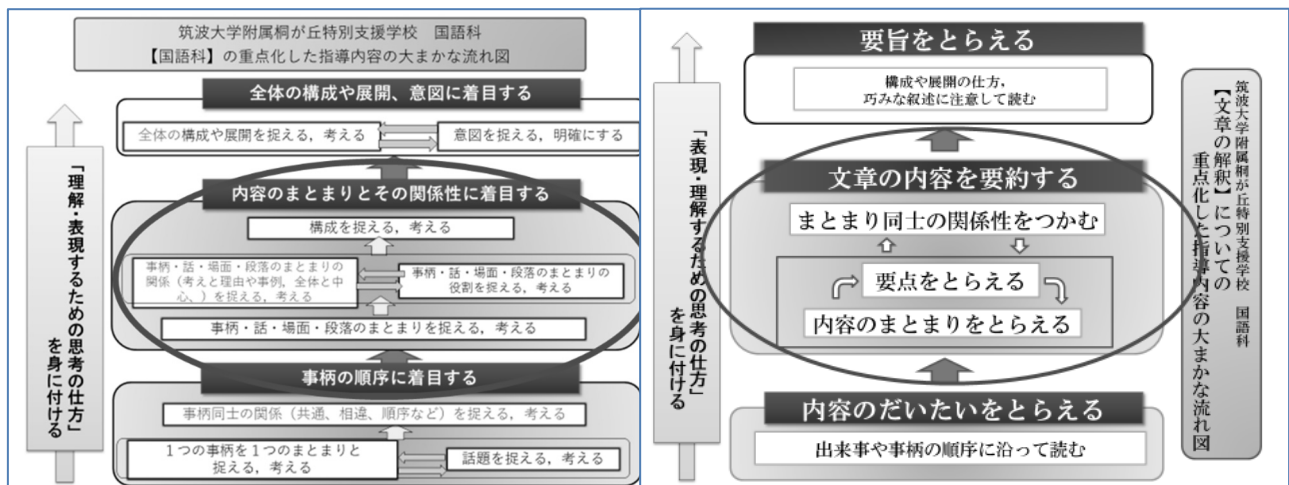 筑波大学附属桐が丘特別支援学校 国語科
【国語科】の重点化した指導内容の大まかな流れ図
全体の構成や展開、意図に着目する
全体の構成や展開を捉える，考える
意図を捉える，明確にする
内容のまとまりとその関係性に着目する
構成を捉える，考える
事柄・話・場面・段落のまとまりの
関係（考えと理由や事例，全体と中
心、）を捉える，考える
事柄・話・場面・段落のまとまりの
役割を捉える，考える
事柄・話・場面・段落のまとまりを捉える，考える
事柄の順序に着目する
事柄同士の関係（共通、相違、順序など）を捉える，考える
１つの事柄を１つのまとまりと
捉える，考える
話題を捉える，考える
「理解・表現するための思考の仕方」
を身に付ける
要旨をとらえる
構成や展開の仕方，
巧みな叙述に注意して読む
文章の内容を要約する
まとまり同士の関係性をつかむ
要点をとらえる
内容のまとまりをとらえる
内容のだいたいをとらえる
出来事や事柄の順序に沿って読む
「表現・理解するための思考の仕方」
を身に付ける
筑波大学附属桐が丘特別支援学校 国語科
【文章の解釈】についての
重点化した指導内容の大まかな流れ図